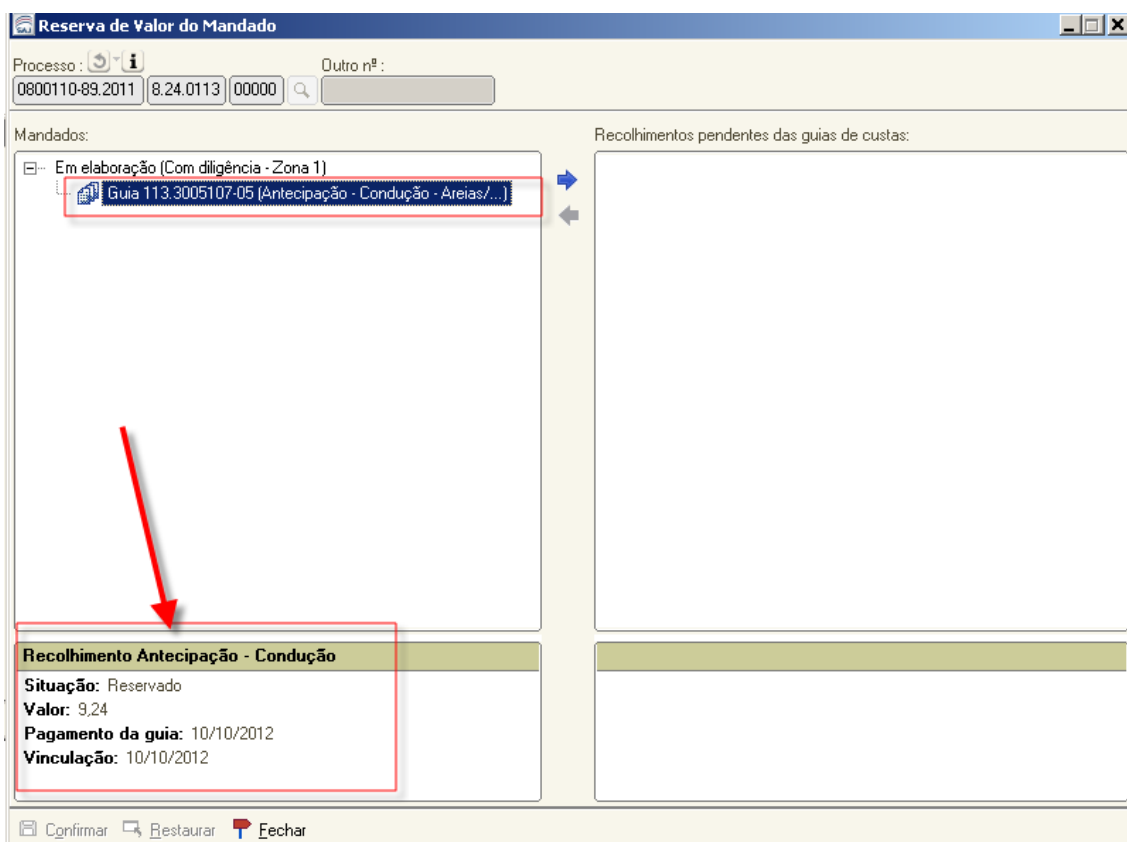 Reserva de Valor do Mandado
Processo :
Outro nº :
0800110-89.2011 8.24.0113 00000
Mandados:
Recolhimentos pendentes das guias de custas:
Em elaboração (Com diligência - Zona 1)
Guia 113.3005107-05 (Antecipação - Condução - Areias/...)
Recolhimento Antecipação - Condução
Situação: Reservado
Valor: 9,24
Pagamento da guia: 10/10/2012
Vinculação: 10/10/2012
Confirmar Restaurar Fechar